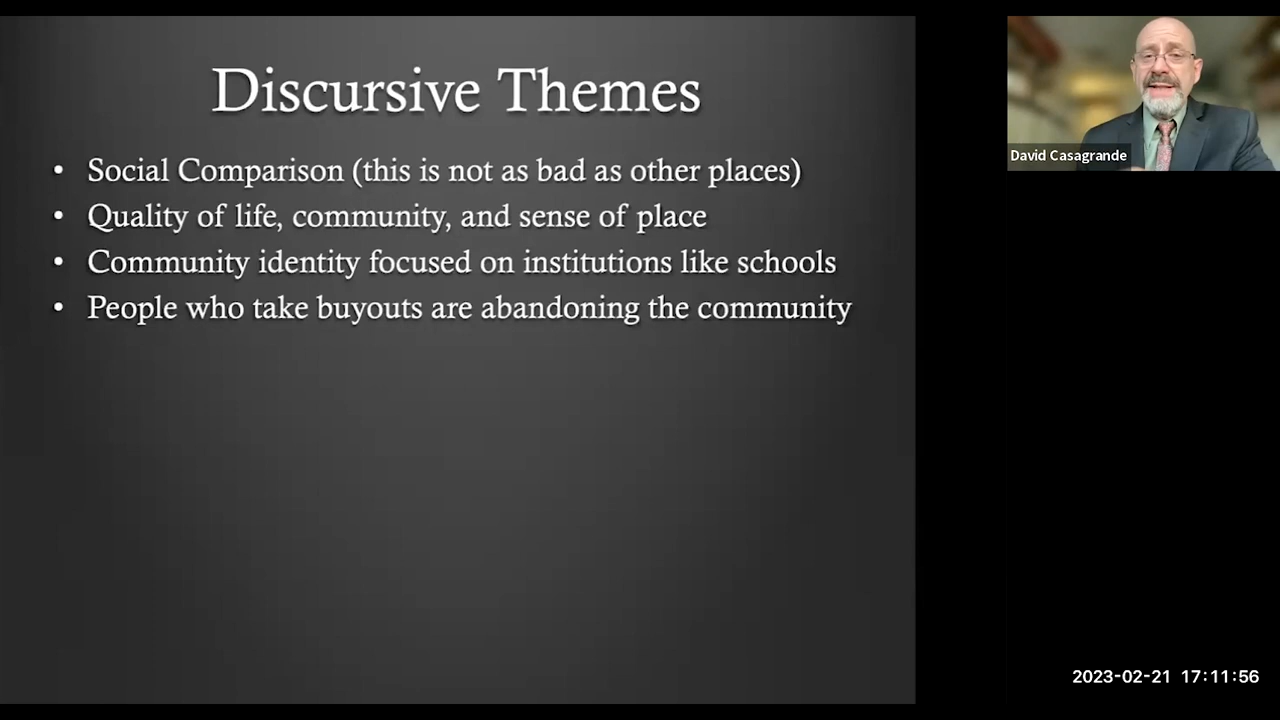 Discursive Themes
• Social Comparison (this is not as bad as other places)
• Quality of life, community, and sense of place
• Community identity focused on institutions like schools
• People who take buyouts are abandoning the community
David Casagrande
2023-02-21 17:11:56